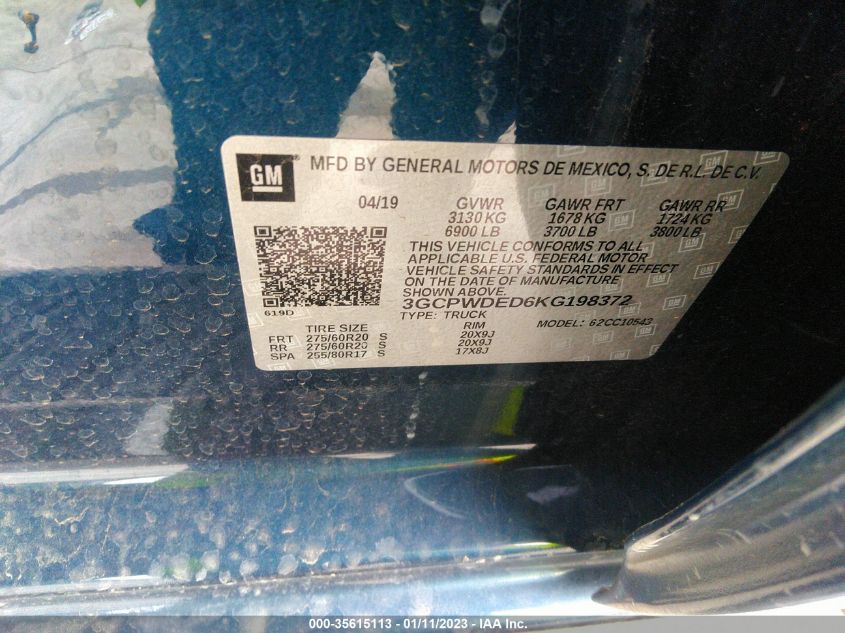 GM
MFD BY GENERAL MOTORS DE MEXICO, S. DE R.L. DE C.V.
04/19 GVWR GAWR FRT GAWR RR
3130 KG 1678 KG 1724 KG
6900 LB 3700 LB 3800 LB
THIS VEHICLE CONFORMS TO ALL
APPLICABLE U.S. FEDERAL MOTOR
VEHICLE SAFETY STANDARDS IN EFFECT
ON THE DATE OF MANUFACTURE
3GCPWDED6KG198372
619D
TYPE: TRUCK MODEL: 62CC10543
TIRE SIZE RIM
FRT 275/60R20 S 20X9J
RR 275/60R20 S 20X9J
SPA 255/80R17 S 17X8J
000-35615113 - 01/11/2023 - IAA Inc.